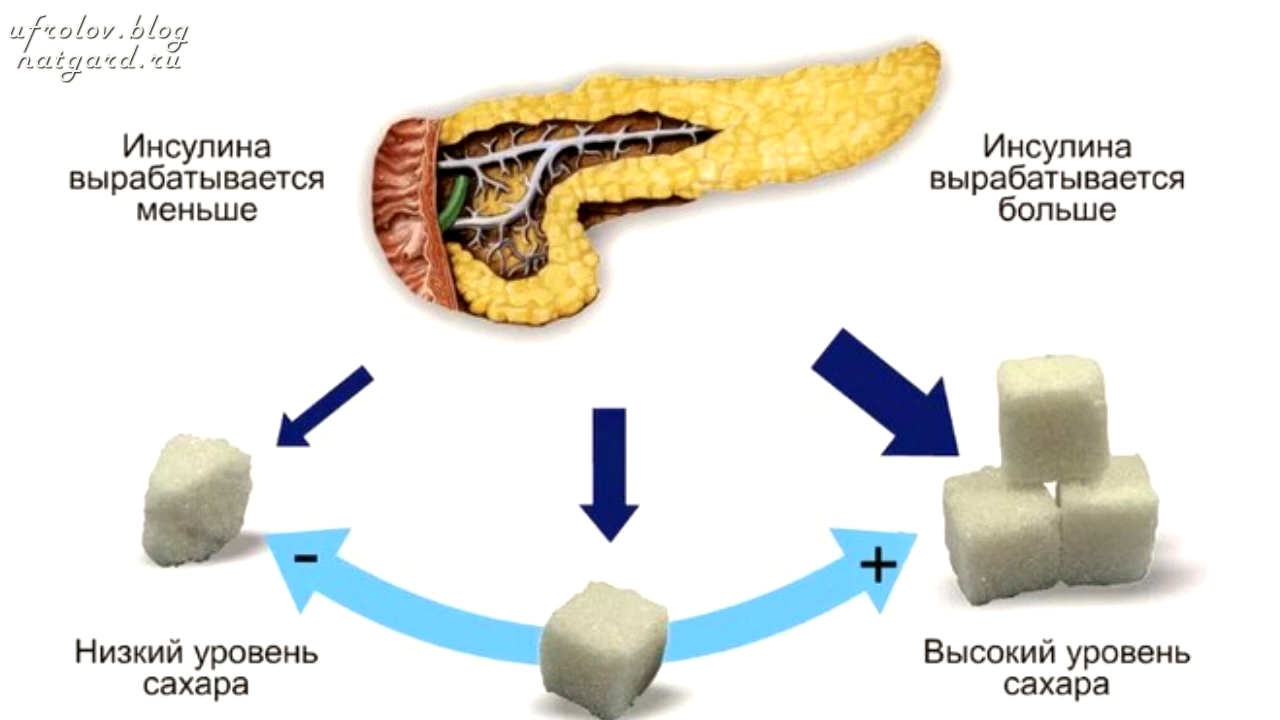 ufrolov.blog
natgard.ru
Инсулина
вырабатывается
меньше
Инсулина
вырабатывается
больше
-
+
Низкий уровень
сахара
Высокий уровень
сахара